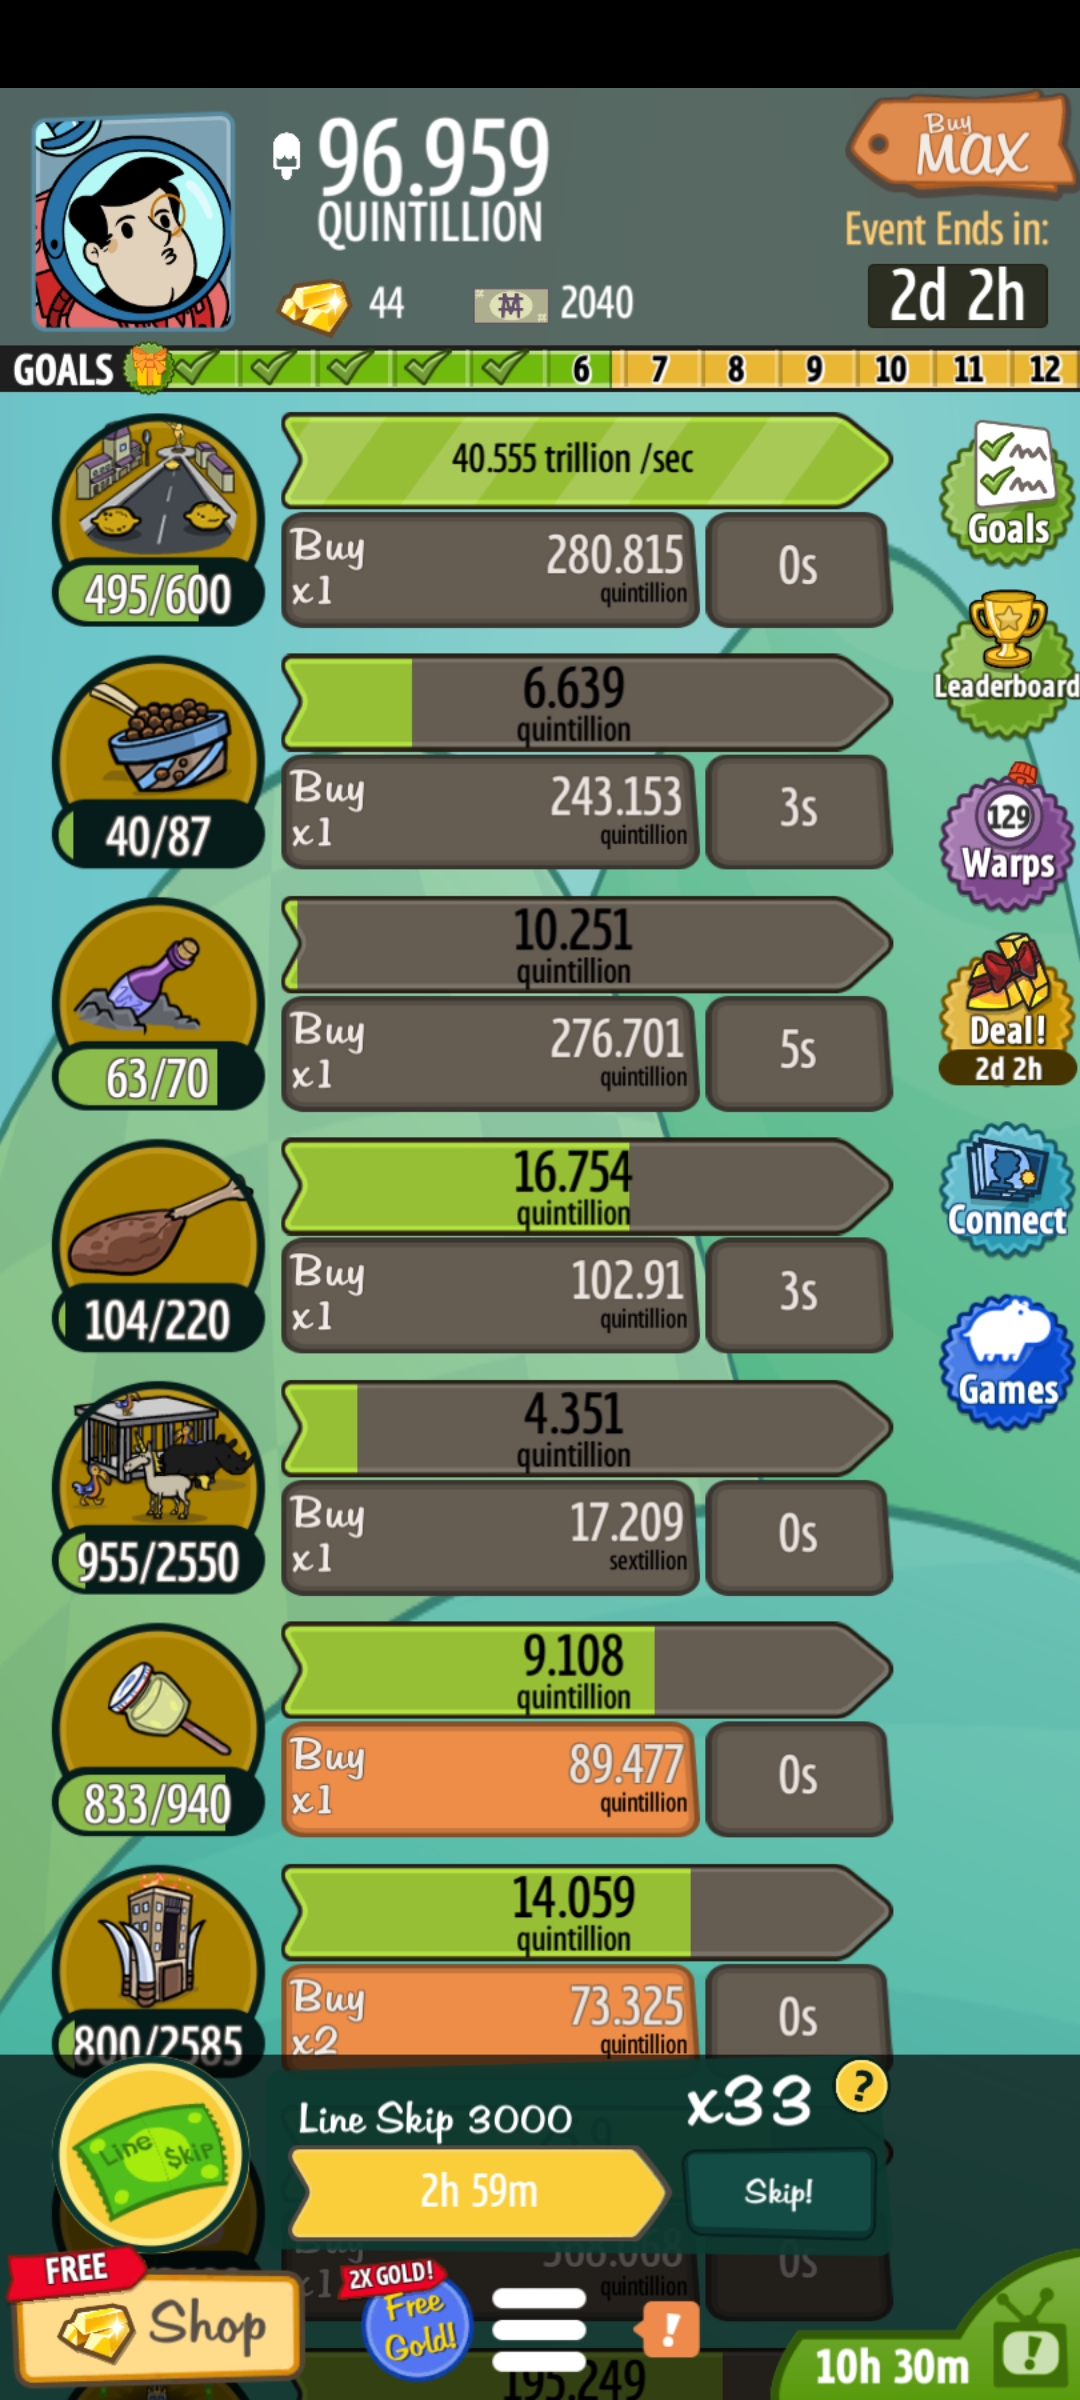 96.959
QUINTILLION
Buy
MAX
Event Ends in:
2d 2h
44
2040
GOALS 6 7 8 9 10 11 12
40.555 trillion /sec
495/600
Buy
x1
280.815
quintillion
0s
Goals
6.639
quintillion
40/87
Buy
x1
243.153
quintillion
3s
Leaderboard
129
Warps
10.251
quintillion
63/70
Buy
x1
276.701
quintillion
5s
Deal!
2d 2h
16.754
quintillion
104/220
Buy
x1
102.91
quintillion
3s
Connect
Games
4.351
quintillion
955/2550
Buy
x1
17.209
sextillion
0s
9.108
quintillion
833/940
Buy
x1
89.477
quintillion
0s
14.059
quintillion
800/2585
Buy
x2
73.325
quintillion
0s
Line Skip
Line Skip 3000
x33
?
2h 59m
Skip!
Buy
x1
368.068
quintillion
0s
FREE
Shop
2X GOLD!
Free
Gold!
!
195.249
10h 30m
!